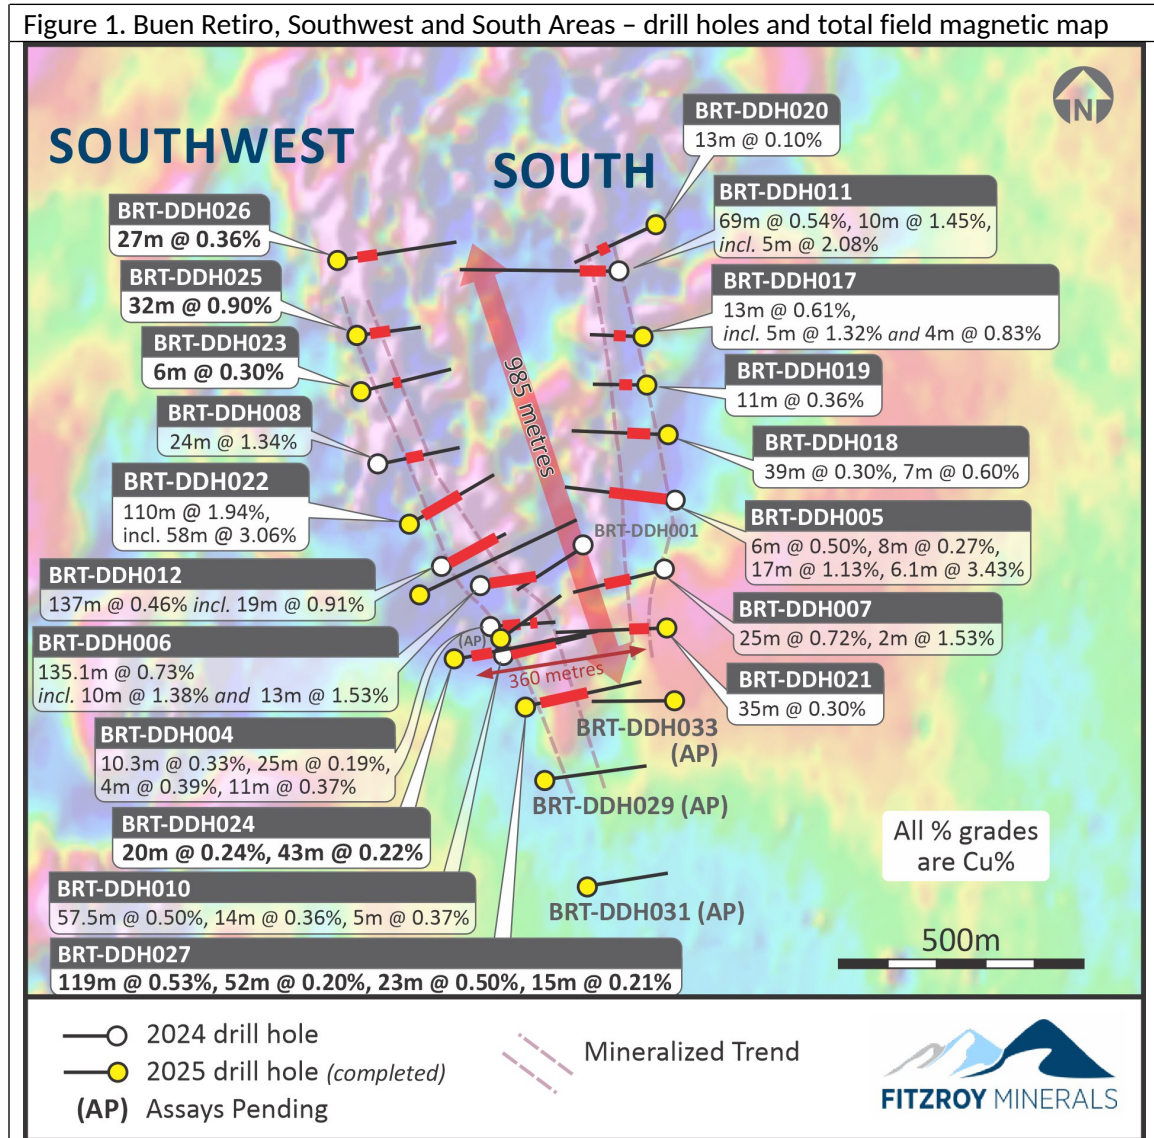 Figure 1. Buen Retiro, Southwest and South Areas – drill holes and total field magnetic map
N
SOUTHWEST
SOUTH
BRT-DDH020
13m @ 0.10%
BRT-DDH011
69m @ 0.54%, 10m @ 1.45%,
incl. 5m @ 2.08%
BRT-DDH026
27m @ 0.36%
BRT-DDH025
32m @ 0.90%
BRT-DDH017
13m @ 0.61%,
incl. 5m @ 1.32% and 4m @ 0.83%
BRT-DDH023
6m @ 0.30%
BRT-DDH019
11m @ 0.36%
985 metres
BRT-DDH008
24m @ 1.34%
BRT-DDH018
39m @ 0.30%, 7m @ 0.60%
BRT-DDH022
110m @ 1.94%,
incl. 58m @ 3.06%
BRT-DDH001
BRT-DDH005
6m @ 0.50%, 8m @ 0.27%,
17m @ 1.13%, 6.1m @ 3.43%
BRT-DDH012
137m @ 0.46% incl. 19m @ 0.91%
BRT-DDH007
25m @ 0.72%, 2m @ 1.53%
BRT-DDH006
135.1m @ 0.73%
incl. 10m @ 1.38% and 13m @ 1.53%
(AP)
360 metres
BRT-DDH021
35m @ 0.30%
BRT-DDH004
10.3m @ 0.33%, 25m @ 0.19%,
4m @ 0.39%, 11m @ 0.37%
BRT-DDH033
(AP)
BRT-DDH029 (AP)
BRT-DDH024
20m @ 0.24%, 43m @ 0.22%
All % grades
are Cu%
BRT-DDH010
57.5m @ 0.50%, 14m @ 0.36%, 5m @ 0.37%
BRT-DDH031 (AP)
BRT-DDH027
119m @ 0.53%, 52m @ 0.20%, 23m @ 0.50%, 15m @ 0.21%
500m
2024 drill hole
2025 drill hole (completed)
(AP) Assays Pending
Mineralized Trend
FITZROY MINERALS